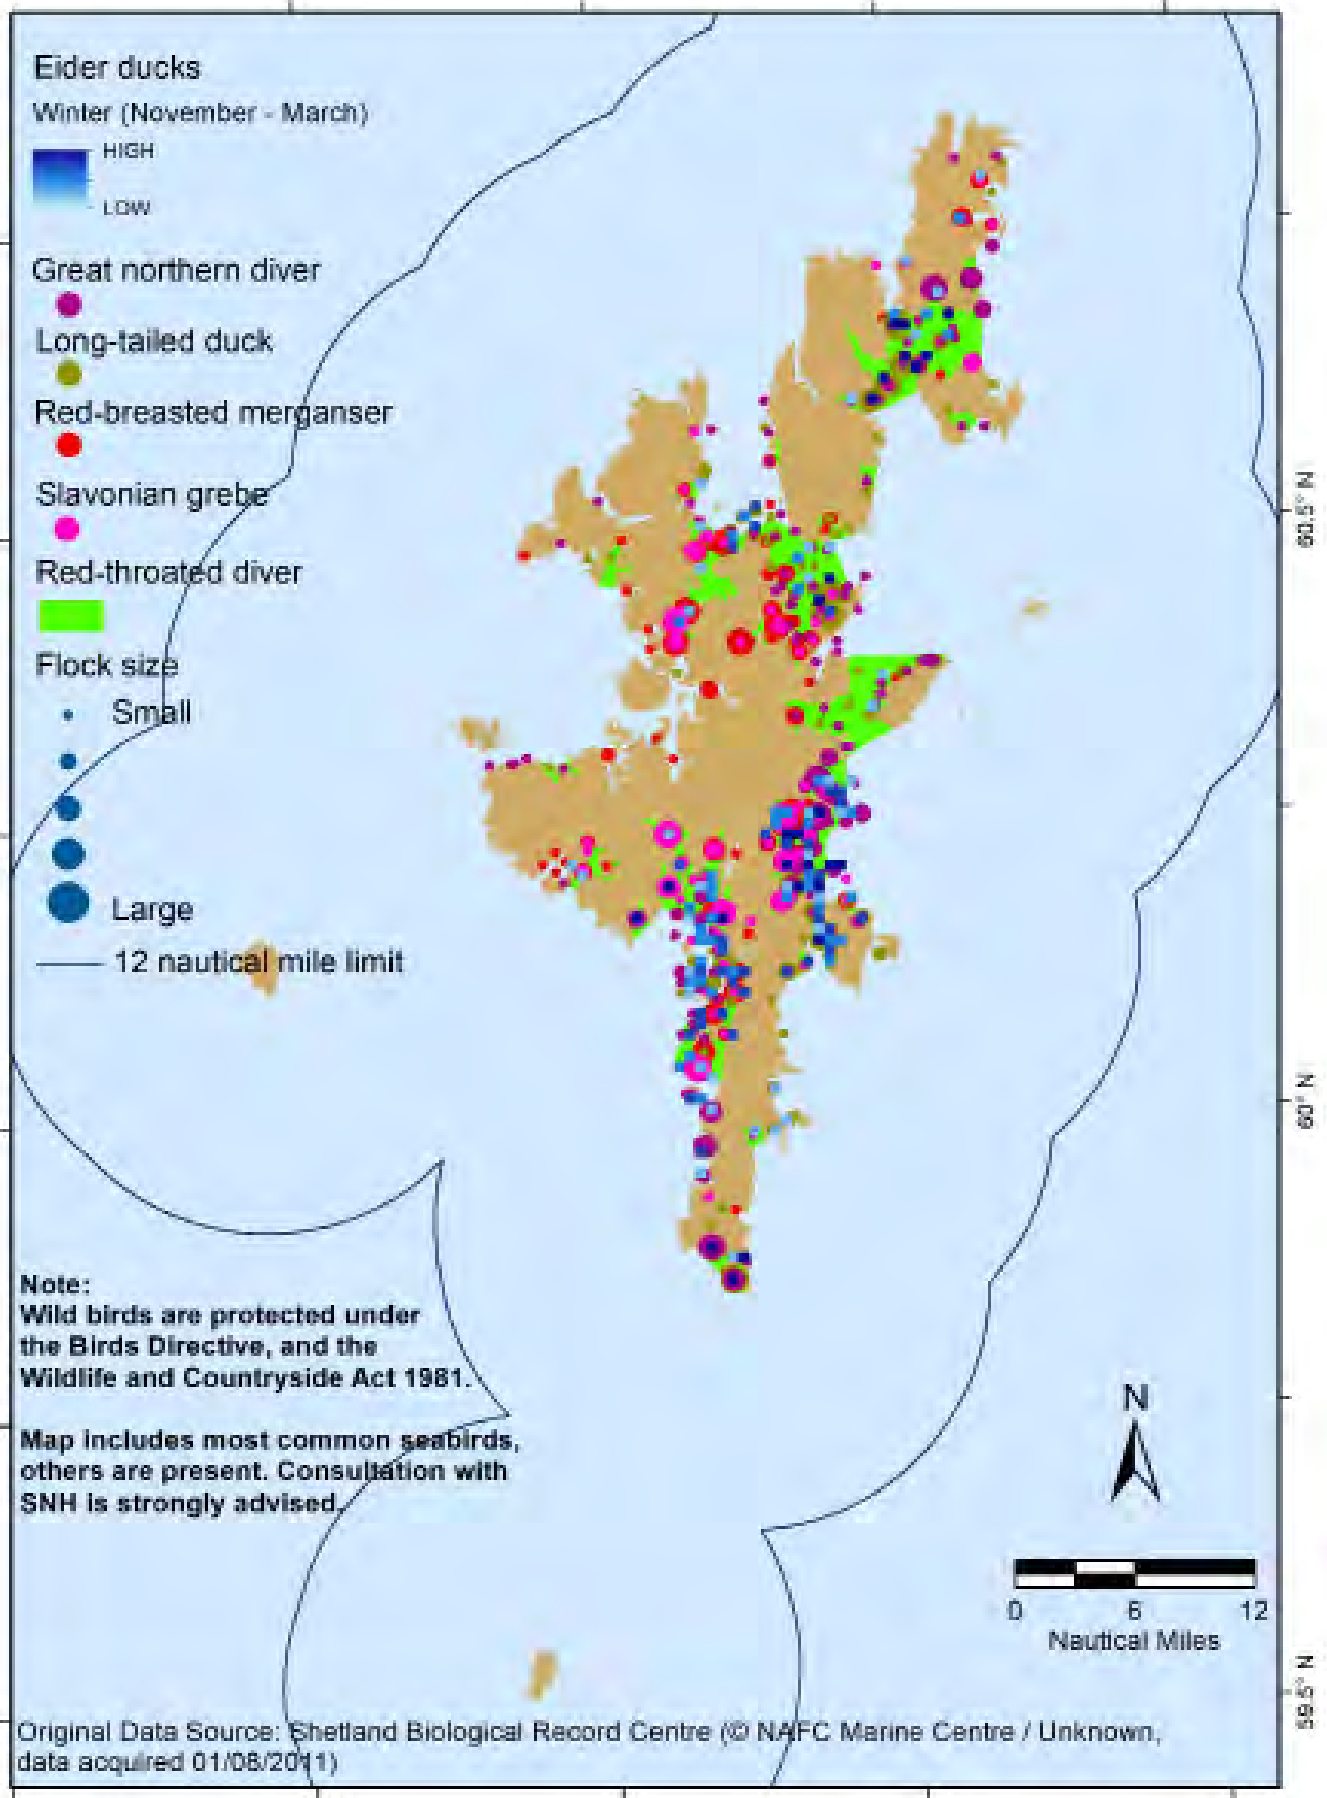 Eider ducks
Winter (November - March)
HIGH
LOW
Great northern diver
Long-tailed duck
Red-breasted merganser
Slavonian grebe
Red-throated diver
Flock size
Small
Large
12 nautical mile limit
60.5° N
60° N
59.5° N
Note:
Wild birds are protected under
the Birds Directive, and the
Wildlife and Countryside Act 1981.
Map includes most common seabirds,
others are present. Consultation with
SNH is strongly advised.
N
0 6 12
Nautical Miles
Original Data Source: Shetland Biological Record Centre (© NAFC Marine Centre / Unknown,
data acquired 01/08/2011)